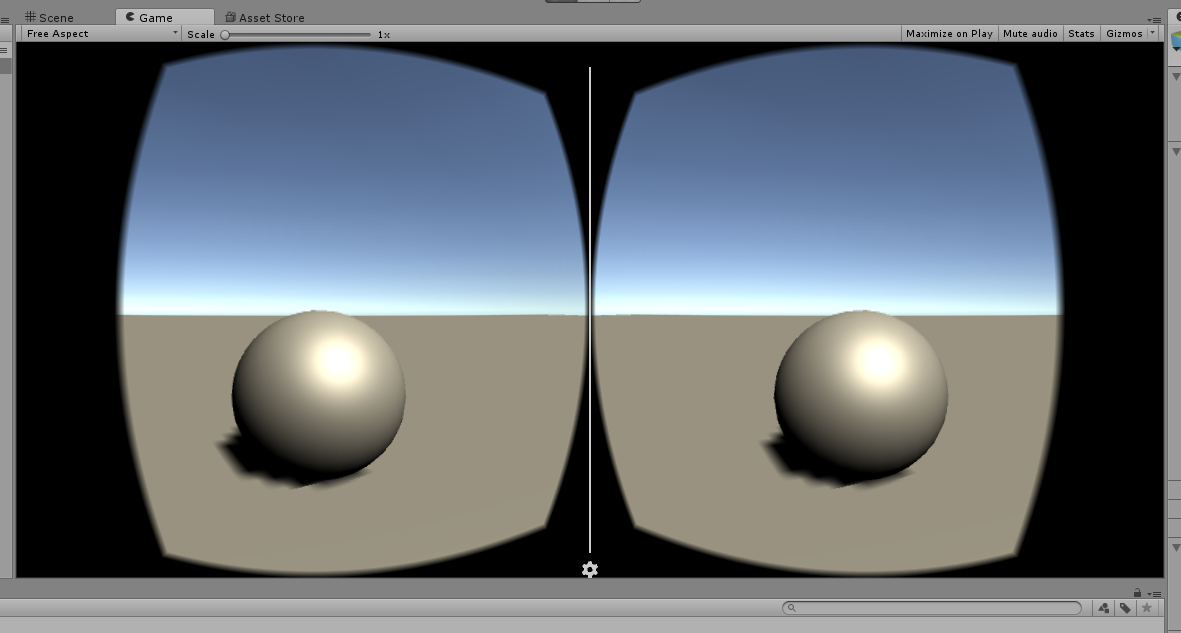 Scene Game Asset Store
Free Aspect Scale 1x Maximize on Play Mute audio Stats Gizmos